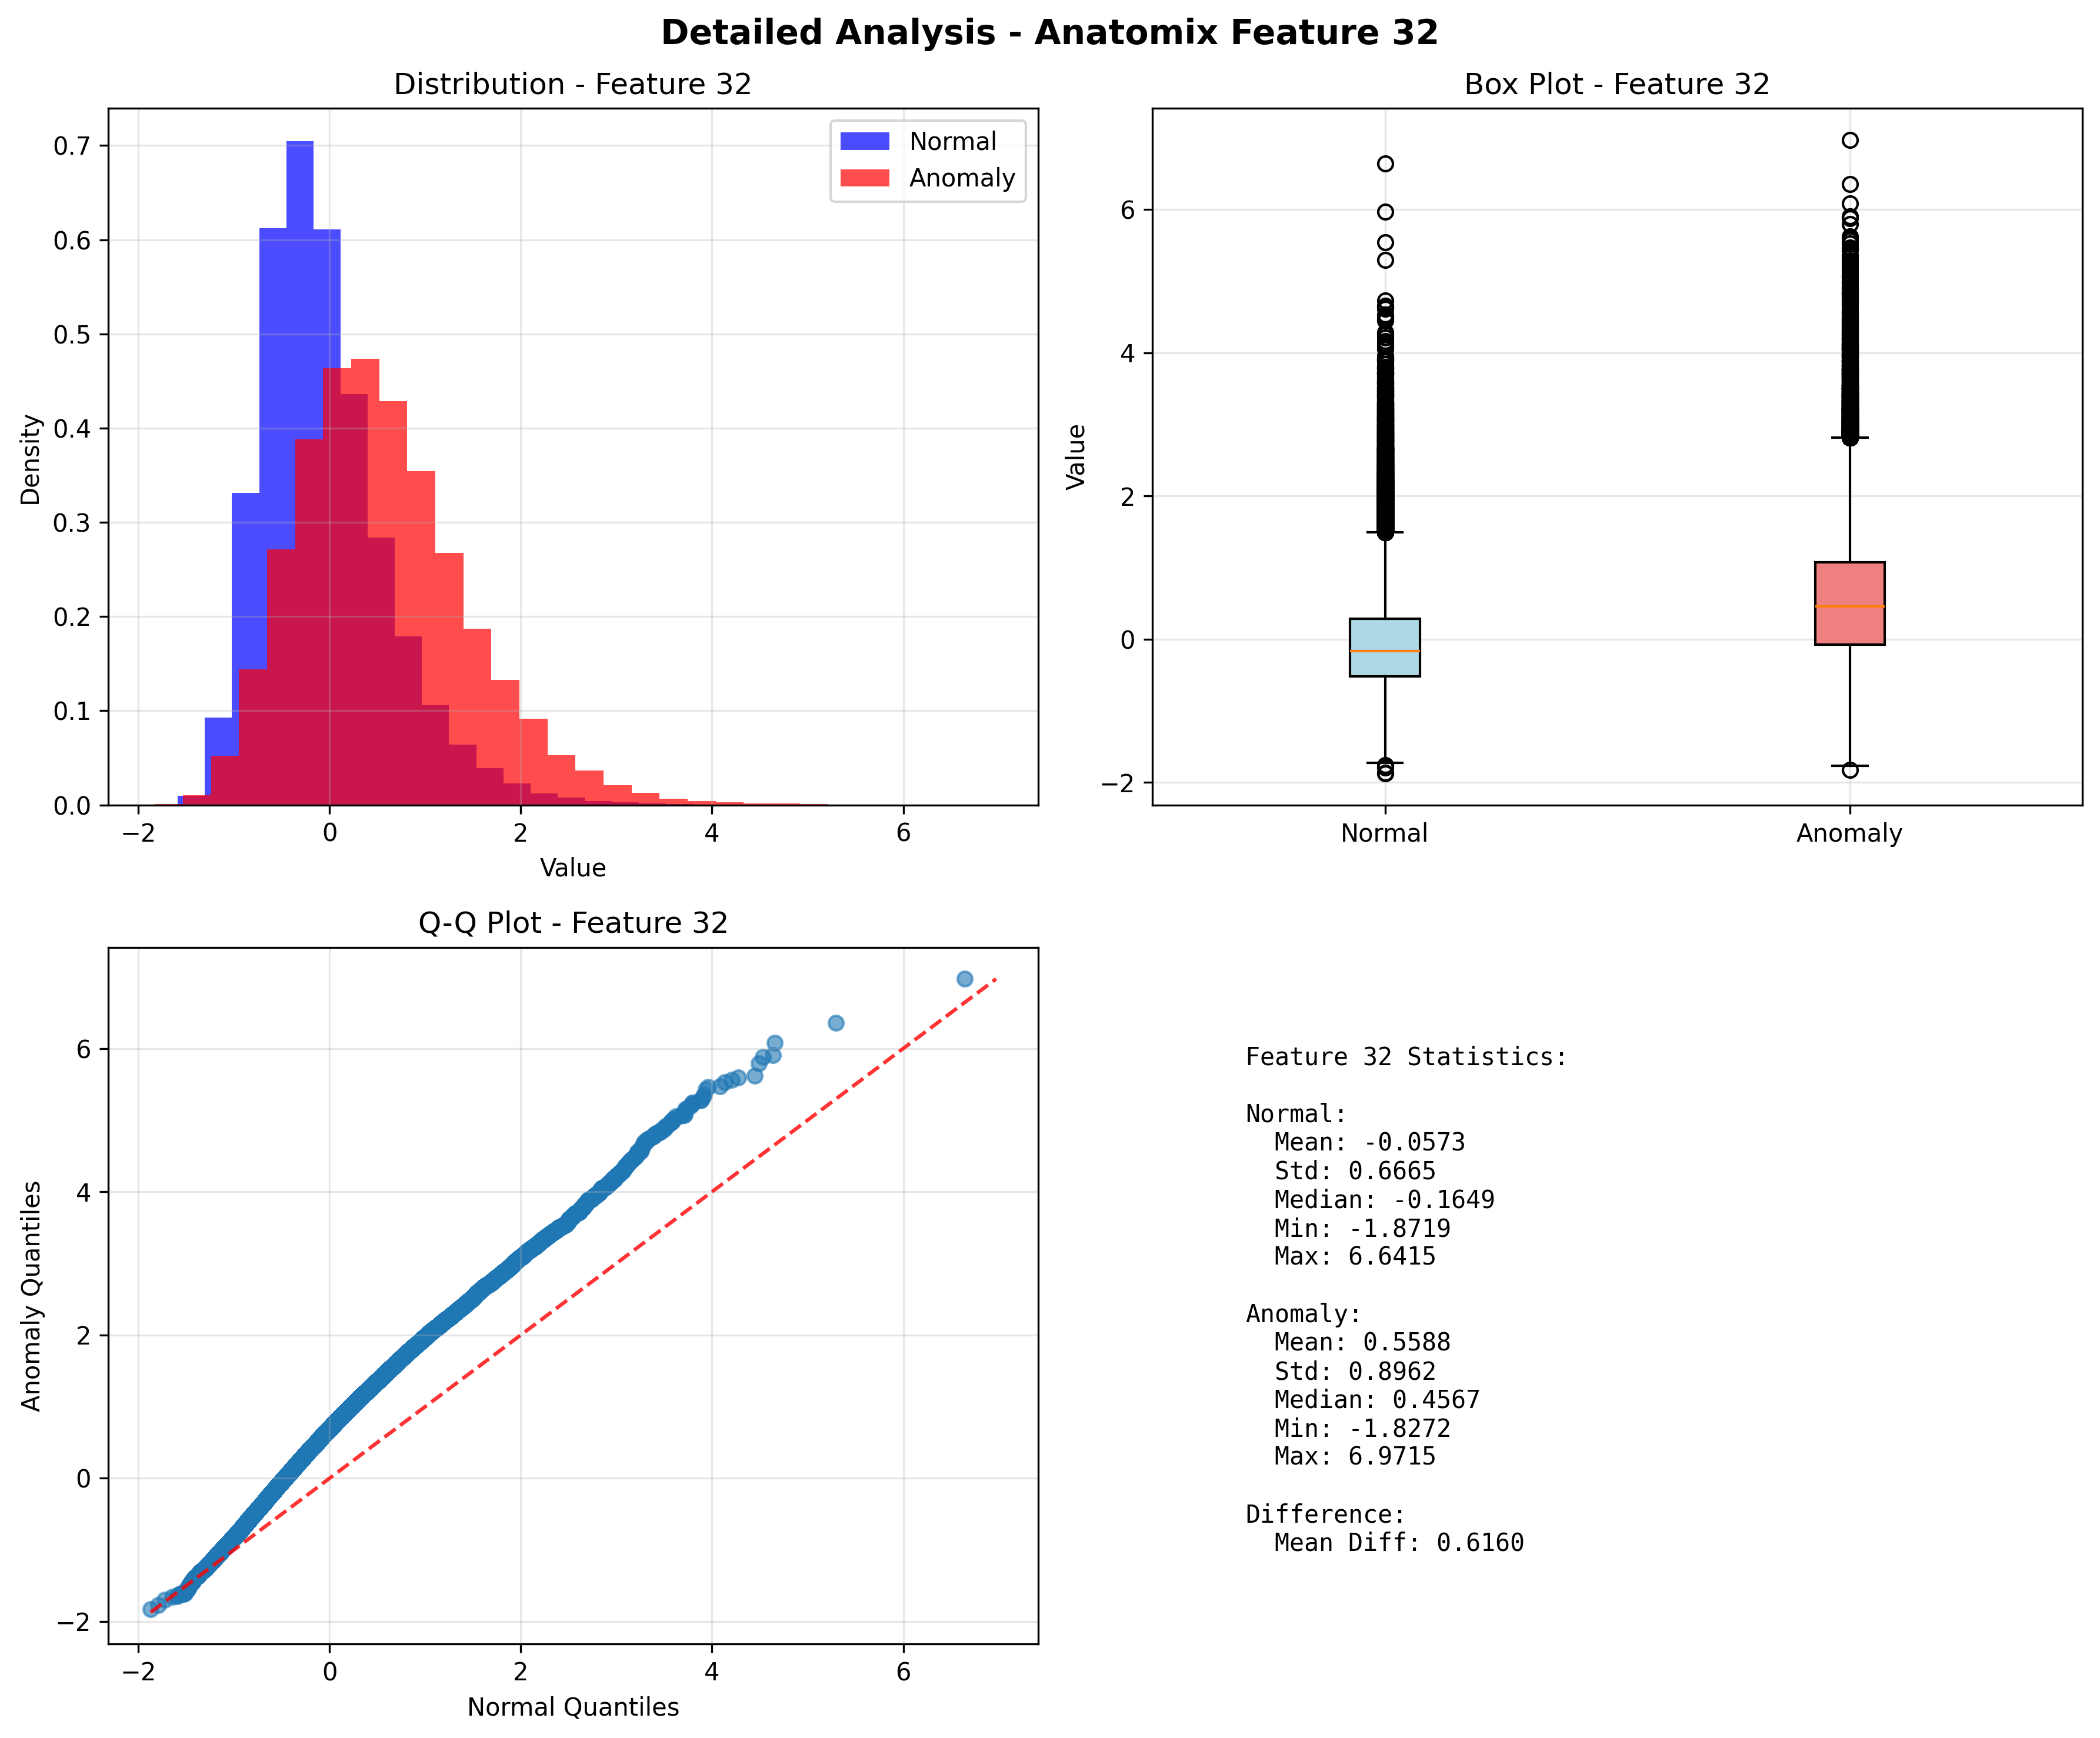 Detailed Analysis - Anatomix Feature 32
Distribution - Feature 32
0.7
0.6
0.5
0.4
0.3
0.2
0.1
0.0
Density
−2
0
2
4
6
Value
Normal
Anomaly
Box Plot - Feature 32
6
4
2
0
−2
Value
Normal
Anomaly
Q-Q Plot - Feature 32
6
4
2
0
−2
Anomaly Quantiles
−2
0
2
4
6
Normal Quantiles
Feature 32 Statistics:
Normal:
Mean: -0.0573
Std: 0.6665
Median: -0.1649
Min: -1.8719
Max: 6.6415
Anomaly:
Mean: 0.5588
Std: 0.8962
Median: 0.4567
Min: -1.8272
Max: 6.9715
Difference:
Mean Diff: 0.6160